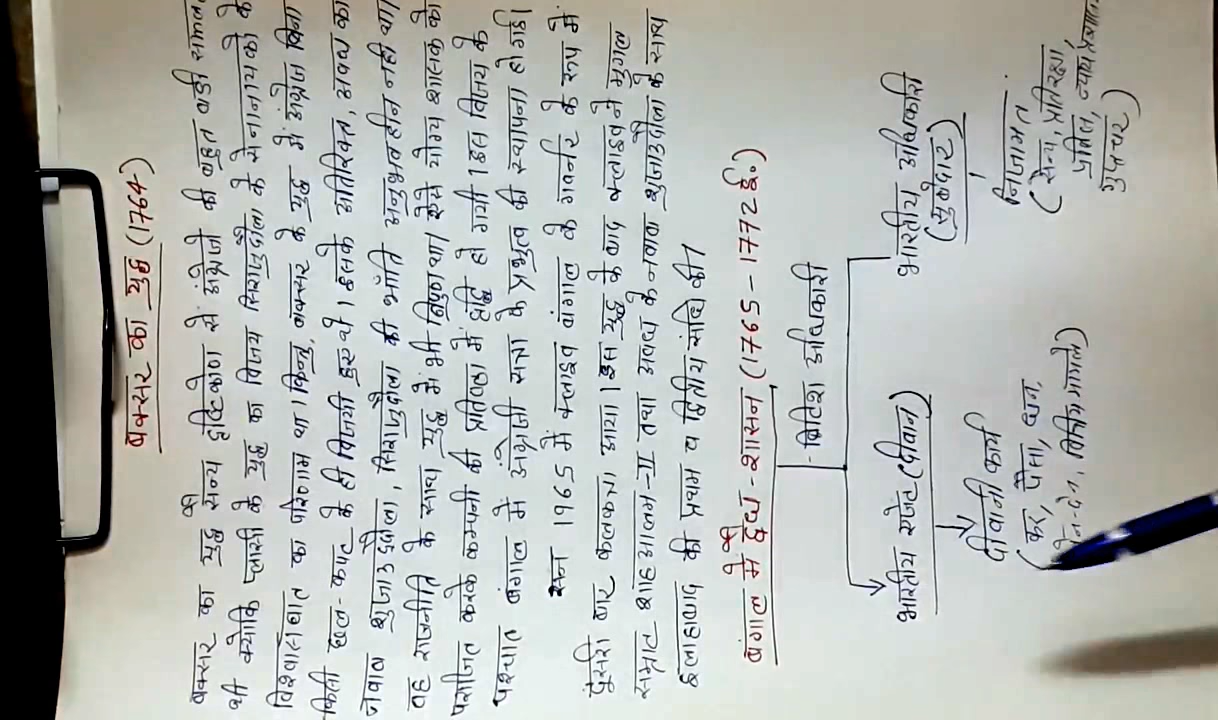 बक्सर का युद्ध (1764)
बक्सर का युद्ध सैन्य दृष्टिकोण से अंग्रेजो की बहुत बडी सफलता
थी क्योकि प्लासी के युद्ध का विजय सिराजुद्दौला के सेनानायको के
विश्वासघात का परिणाम था। किन्तु, बाक्सर के युद्ध में अंग्रेज बिना
किसी छल-कपट के ही विजयी हुए थे। इसके अतिरिक्त, अवध का
नवाब शुजाउद्दौला, सिराजुद्दौला की भाँति अनुभवहीन नही था।
वह राजनीति के साथ युद्ध में भी निपुण था। ऐसे योग्य शासक को
पराजित करके कम्पनी की प्रतिष्ठा में वृद्धि हो गयी। इस विजय के
पश्चात बंगाल में अंग्रेजी सत्ता के प्रभुत्व की स्थापना हो गई।
सन 1965 में क्लाइव बंगाल के गवर्नर के रूप में
दूसरी बार कलकत्ता आया। इस युद्ध के बाद क्लाइव ने मुगल
सम्राट शाहआलम-II तथा अवध के नवाब शुजाउद्दौला के साथ
इलाहाबाद की प्रथम व द्वितीय संधि की।
बंगाल मे द्वैध-शासन (1765-1772 ई.)
ब्रिटिश अधिकारी
भारतीय एजेंट (दीवान)
दीवानी कार्य
(कर, पैसा, धन,
लेन-देन, वित्तिय मामले)
भारतीय अधिकारी
(सुबेदार)
निजामत
(सैन्य, प्रतिरक्षा
पुलिस, न्याय,
गुप्तचर)